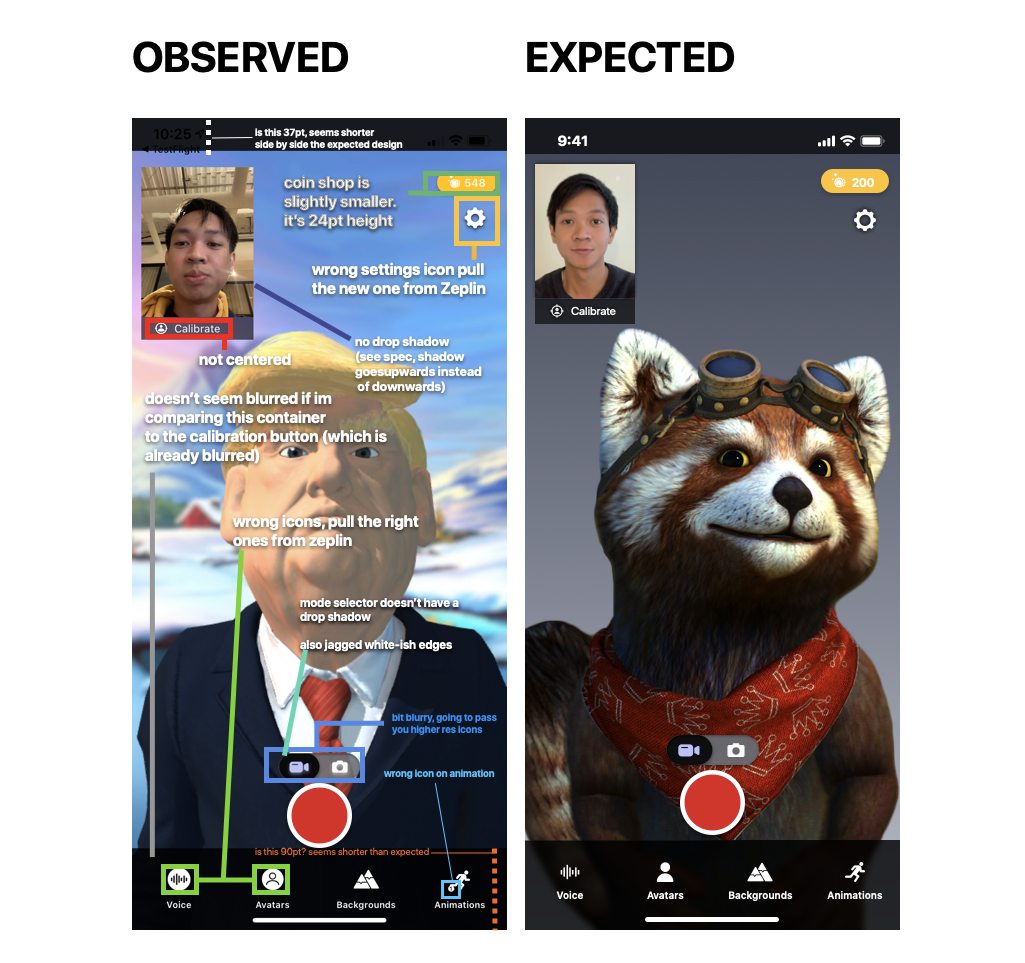 OBSERVED
EXPECTED
10:25
TestFlight
is this 37pt, seems shorter
side by side the expected design
coin shop is
slightly smaller.
it's 24pt height
548
wrong settings icon pull
the new one from Zeplin
Calibrate
not centered
no drop shadow
(see spec, shadow
goesupwards instead
of downwards)
doesn't seem blurred if im
comparing this container
to the calibration button (which is
already blurred)
wrong icons, pull the right
ones from zeplin
mode selector doesn't have a
drop shadow
also jagged white-ish edges
bit blurry, going to pass
you higher res icons
wrong icon on animation
is this 90pt? seems shorter than expected
Voice
Avatars
Backgrounds
Animations
9:41
200
Calibrate
Voice
Avatars
Backgrounds
Animations